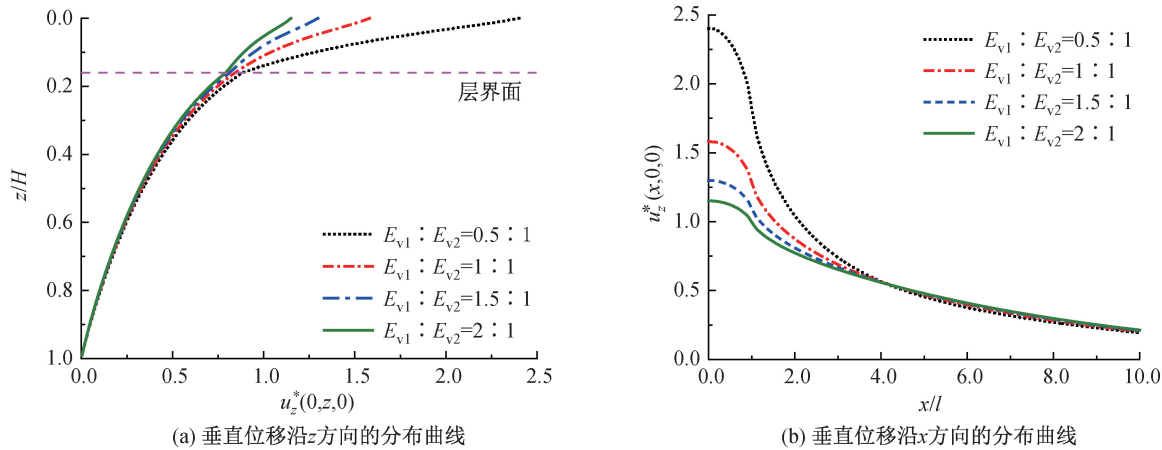 0.0
0.2
0.4
0.6
0.8
1.0
z/H
层界面
E_v1∶E_v2=0.5∶1
E_v1∶E_v2=1∶1
E_v1∶E_v2=1.5∶1
E_v1∶E_v2=2∶1
0.0 0.5 1.0 1.5 2.0 2.5
u_z^*(0,z,0)
(a) 垂直位移沿z方向的分布曲线
2.5
2.0
1.5
1.0
0.5
0.0
u_z^*(x,0,0)
E_v1∶E_v2=0.5∶1
E_v1∶E_v2=1∶1
E_v1∶E_v2=1.5∶1
E_v1∶E_v2=2∶1
0.0 2.0 4.0 6.0 8.0 10.0
x/l
(b) 垂直位移沿x方向的分布曲线